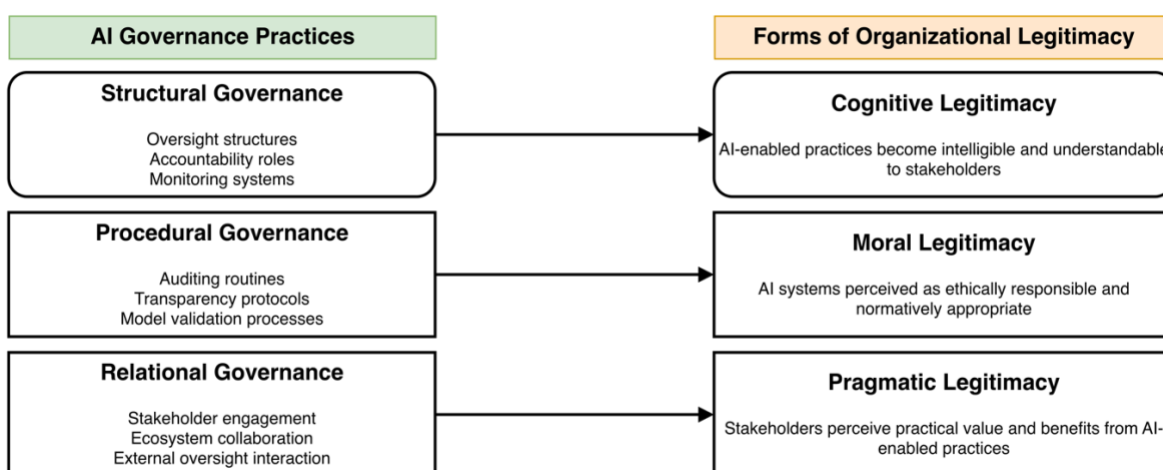 AI Governance Practices
Forms of Organizational Legitimacy
Structural Governance
Oversight structures
Accountability roles
Monitoring systems
Cognitive Legitimacy
AI-enabled practices become intelligible and understandable
to stakeholders
Procedural Governance
Auditing routines
Transparency protocols
Model validation processes
Moral Legitimacy
AI systems perceived as ethically responsible and
normatively appropriate
Relational Governance
Stakeholder engagement
Ecosystem collaboration
External oversight interaction
Pragmatic Legitimacy
Stakeholders perceive practical value and benefits from AI-
enabled practices